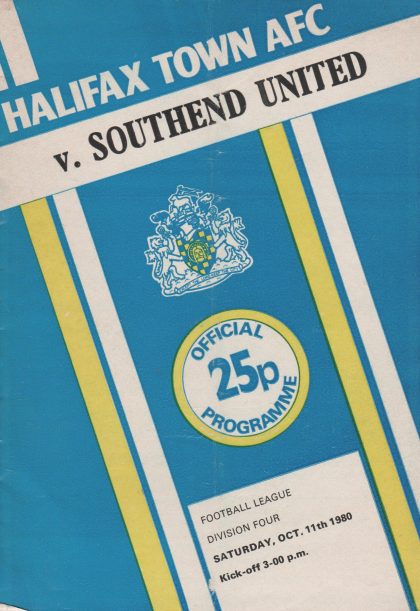 HALIFAX TOWN AFC
v. SOUTHEND UNITED
OFFICIAL
25p
PROGRAMME
FOOTBALL LEAGUE
DIVISION FOUR
SATURDAY, OCT. 11th 1980
Kick-off 3-00 p.m.